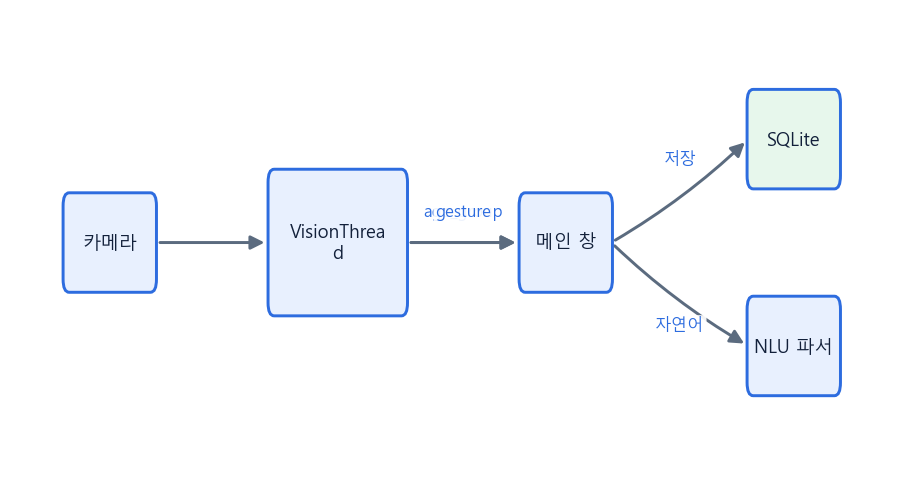 카메라
VisionThrea
d
gesture
메인 창
저장
자연어
SQLite
NLU 파서